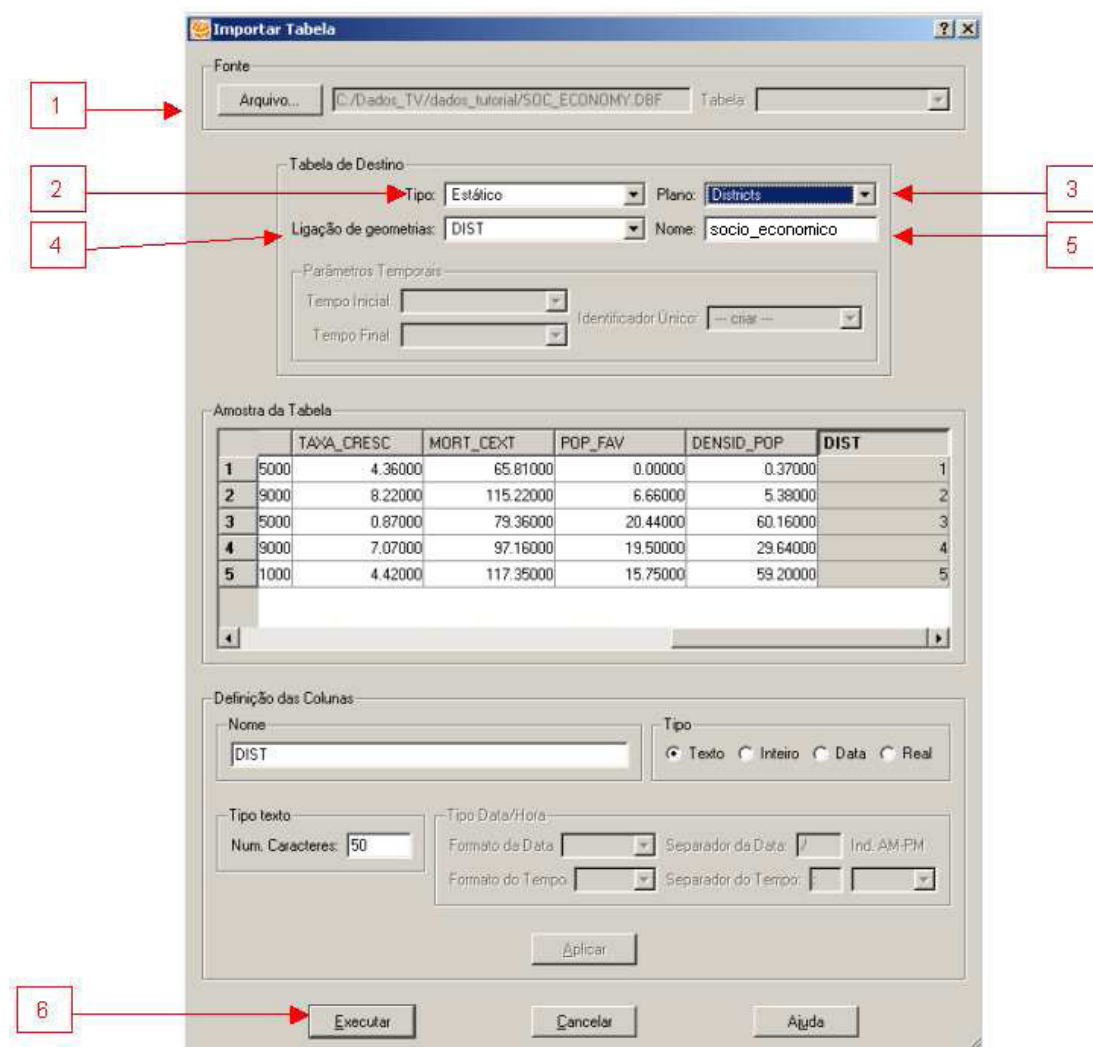 Importar Tabela
Fonte
1
Arquivo... C:/Dados_TV/dados_tutorial/SOC_ECONOMY.DBF Tabela:
Tabela de Destino
2 Tipo: Estático Plano: Districts 3
4 Ligação de geometrias: DIST Nome: socio_economico 5
Parâmetros Temporais
Tempo Inicial:
Identificador Único: --- criar ---
Tempo Final:
Amostra da Tabela
TAXA_CRESC MORT_CEXT POP_FAV DENSID_POP DIST
1 5000 4.36000 65.81000 0.00000 0.37000 1
2 9000 8.22000 115.22000 6.66000 5.38000 2
3 5000 0.87000 79.36000 20.44000 60.16000 3
4 9000 7.07000 97.16000 19.50000 29.64000 4
5 1000 4.42000 117.35000 15.75000 59.20000 5
Definição das Colunas
Nome Tipo
DIST Texto Inteiro Data Real
Tipo texto Tipo Data/Hora
Num. Caracteres: 50 Formato da Data Separador da Data: / Ind. AM-PM
Formato do Tempo: Separador do Tempo: :
Aplicar
6 Executar Cancelar Ajuda